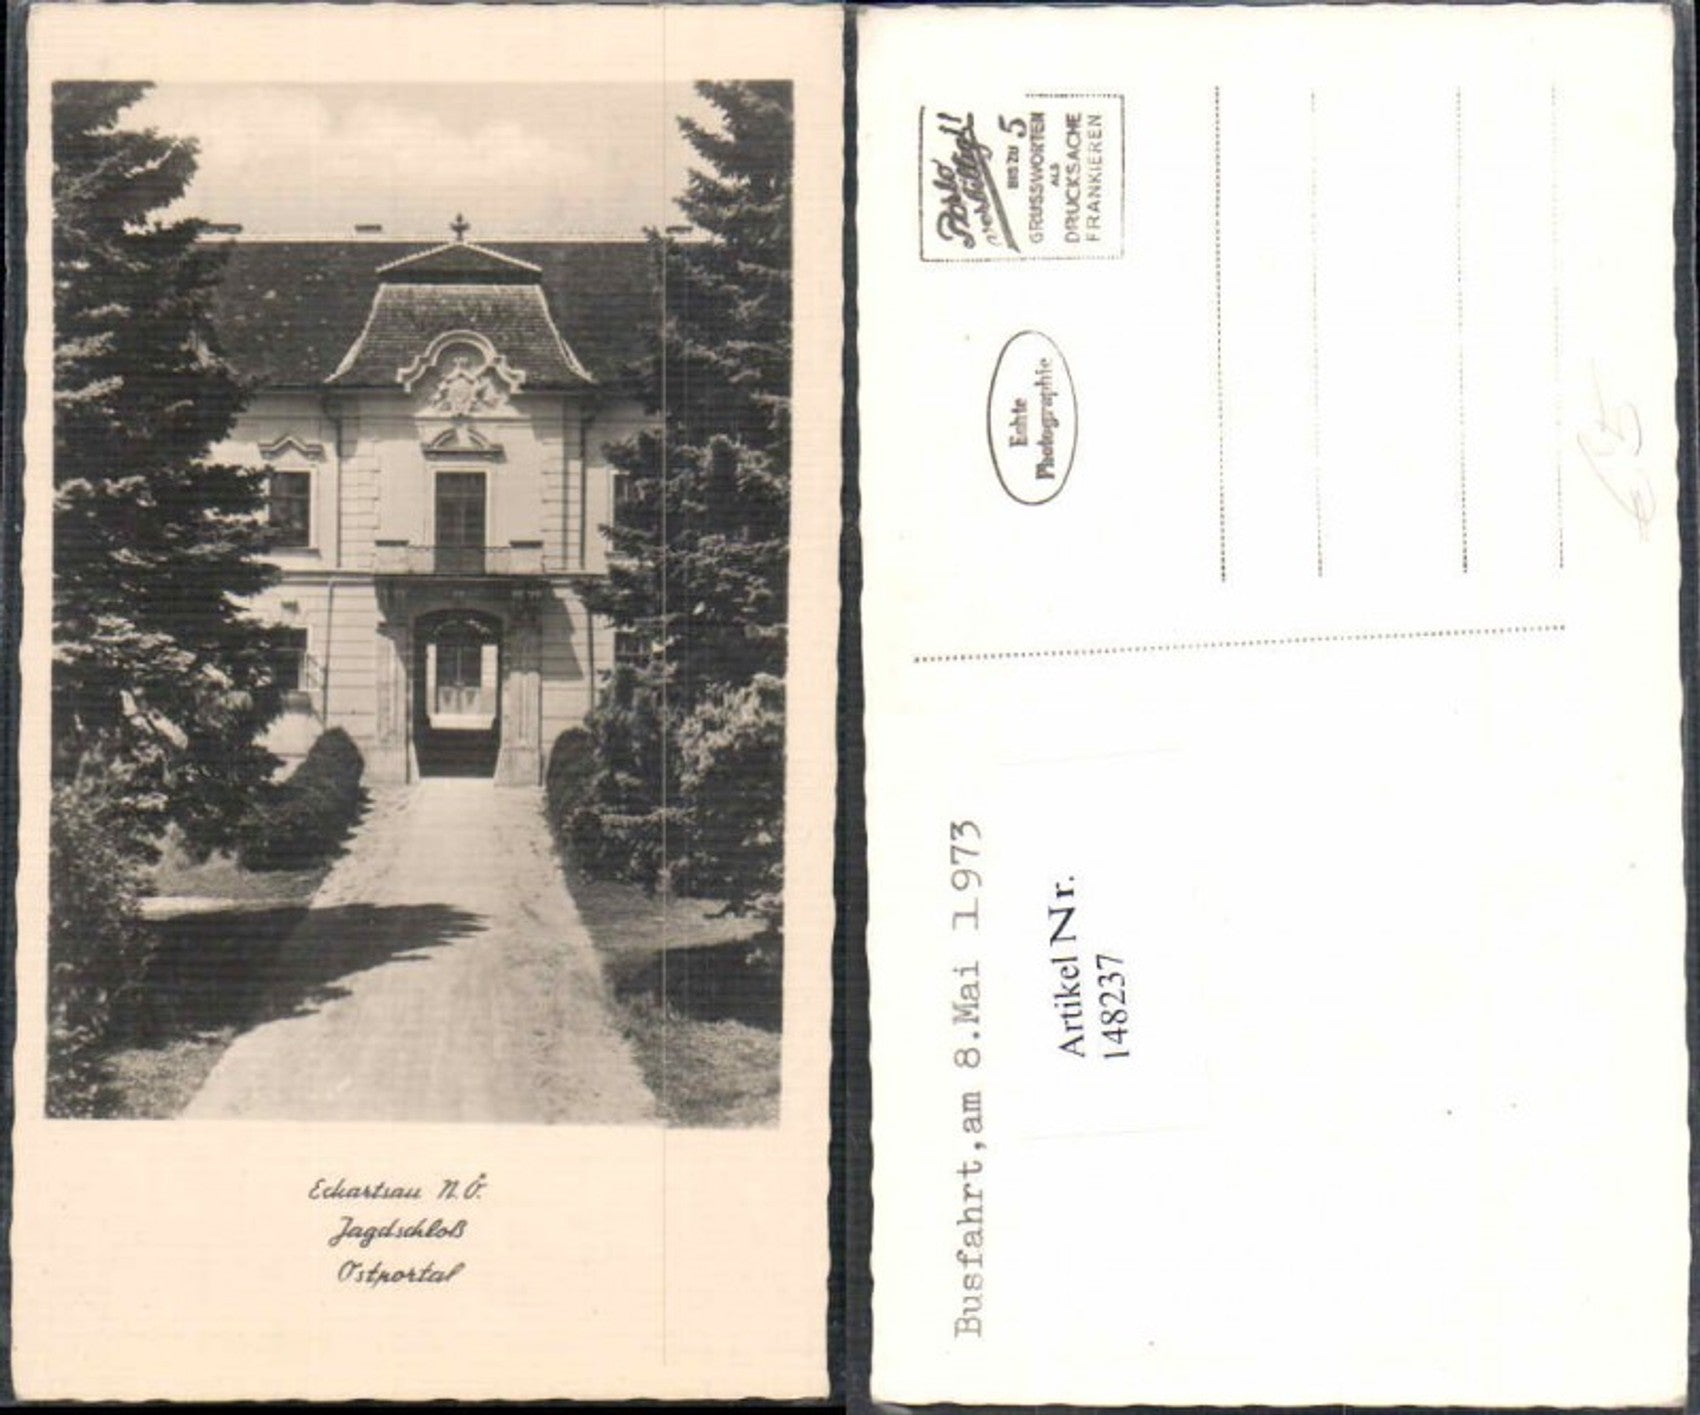 Eckartsau N.Ö.
Jagdschloß
Ostportal
Porto
verbilligt!
BIS ZU 5
GRUSSWORTEN
ALS
DRUCKSACHE
FRANKIEREN
Echte
Photographie
Busfahrt,am 8.Mai 1973
Artikel Nr.
148237